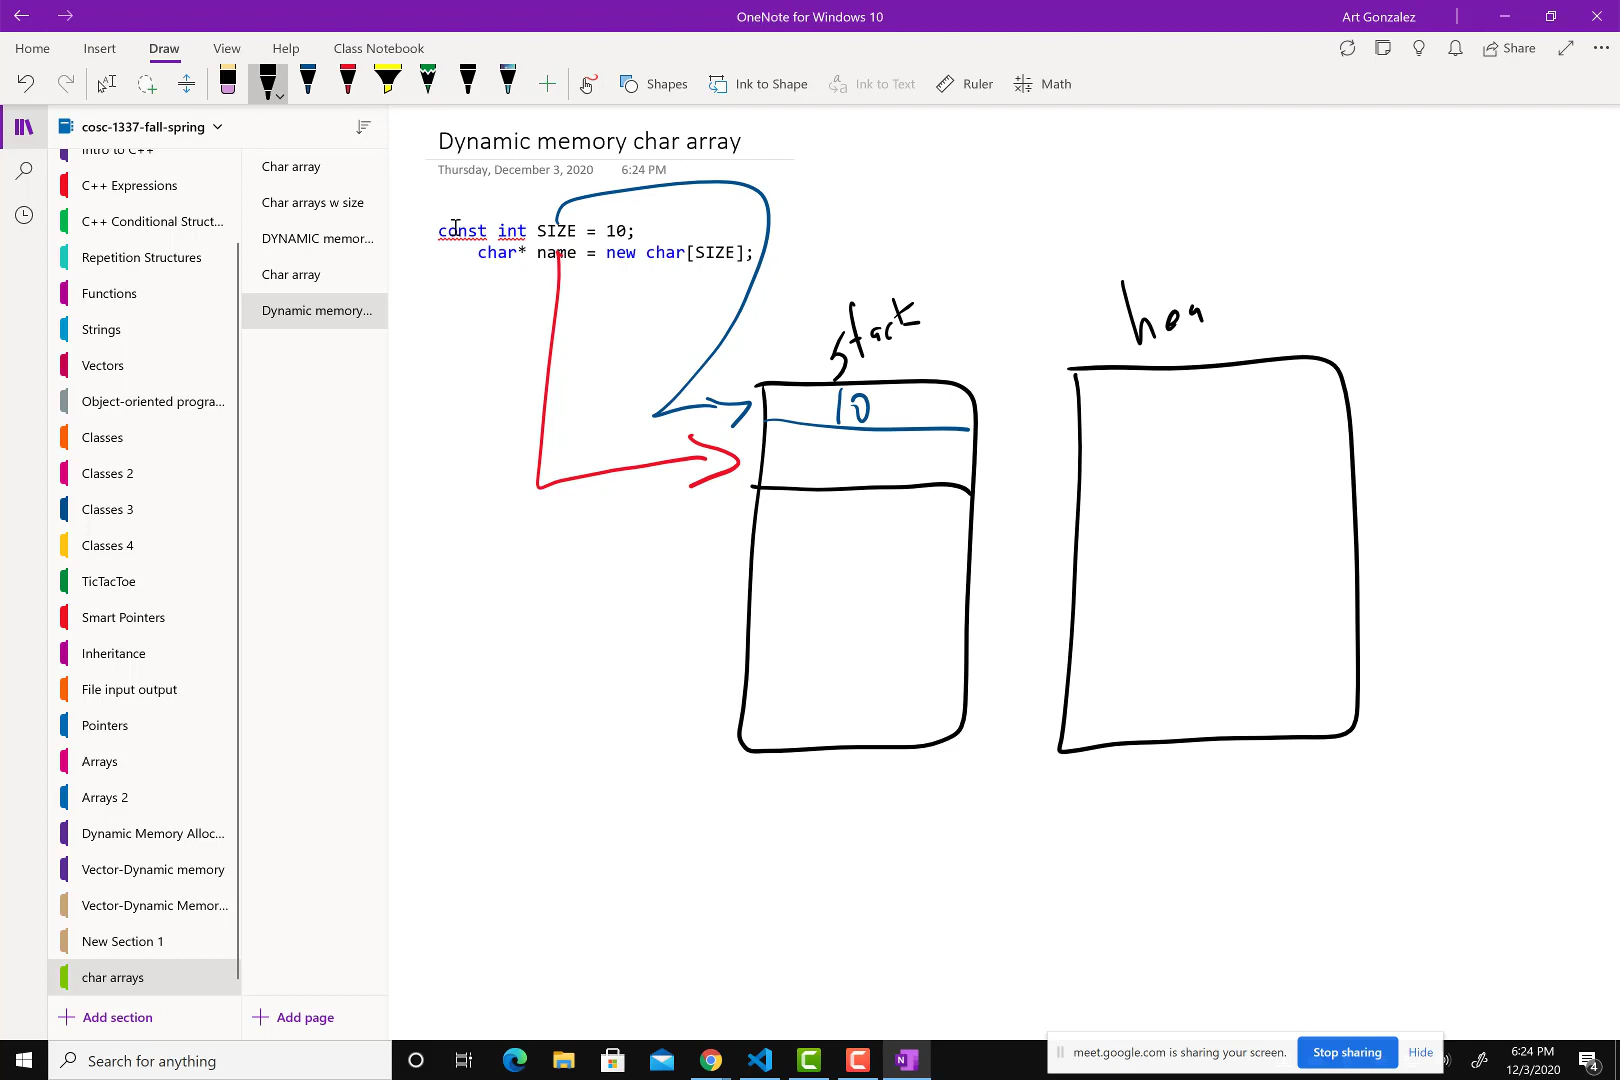 OneNote for Windows 10
Art Gonzalez
Home Insert Draw View Help Class Notebook
Share
Shapes Ink to Shape Ink to Text Ruler Math
cosc-1337-fall-spring
Intro to C++
C++ Expressions
C++ Conditional Struct...
Repetition Structures
Functions
Strings
Vectors
Object-oriented progra...
Classes
Classes 2
Classes 3
Classes 4
TicTacToe
Smart Pointers
Inheritance
File input output
Pointers
Arrays
Arrays 2
Dynamic Memory Alloc...
Vector-Dynamic memory
Vector-Dynamic Memor...
New Section 1
char arrays
Add section
Char array
Char arrays w size
DYNAMIC memor...
Char array
Dynamic memory...
Add page
Dynamic memory char array
Thursday, December 3, 2020 6:24 PM
const int SIZE = 10;
char* name = new char[SIZE];
stack
hea
10
meet.google.com is sharing your screen. Stop sharing Hide
Search for anything
6:24 PM
12/3/2020
4